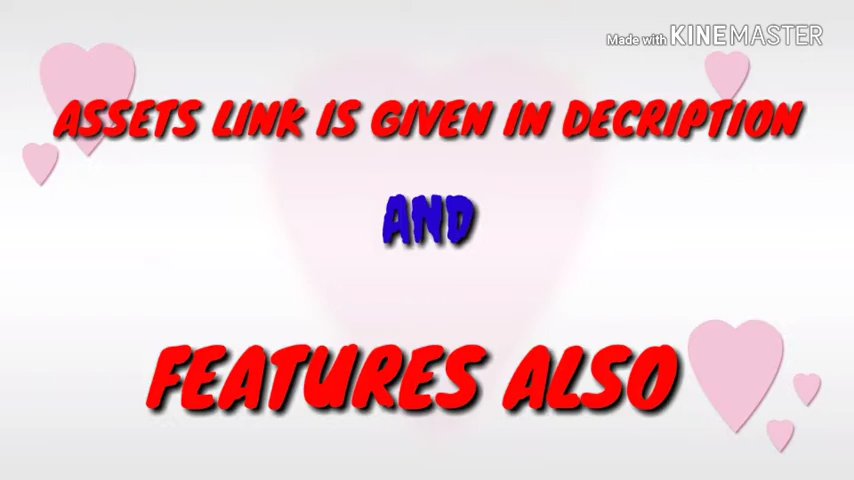 Made with KINEMASTER
ASSETS LINK IS GIVEN IN DECRIPTION
AND
FEATURES ALSO